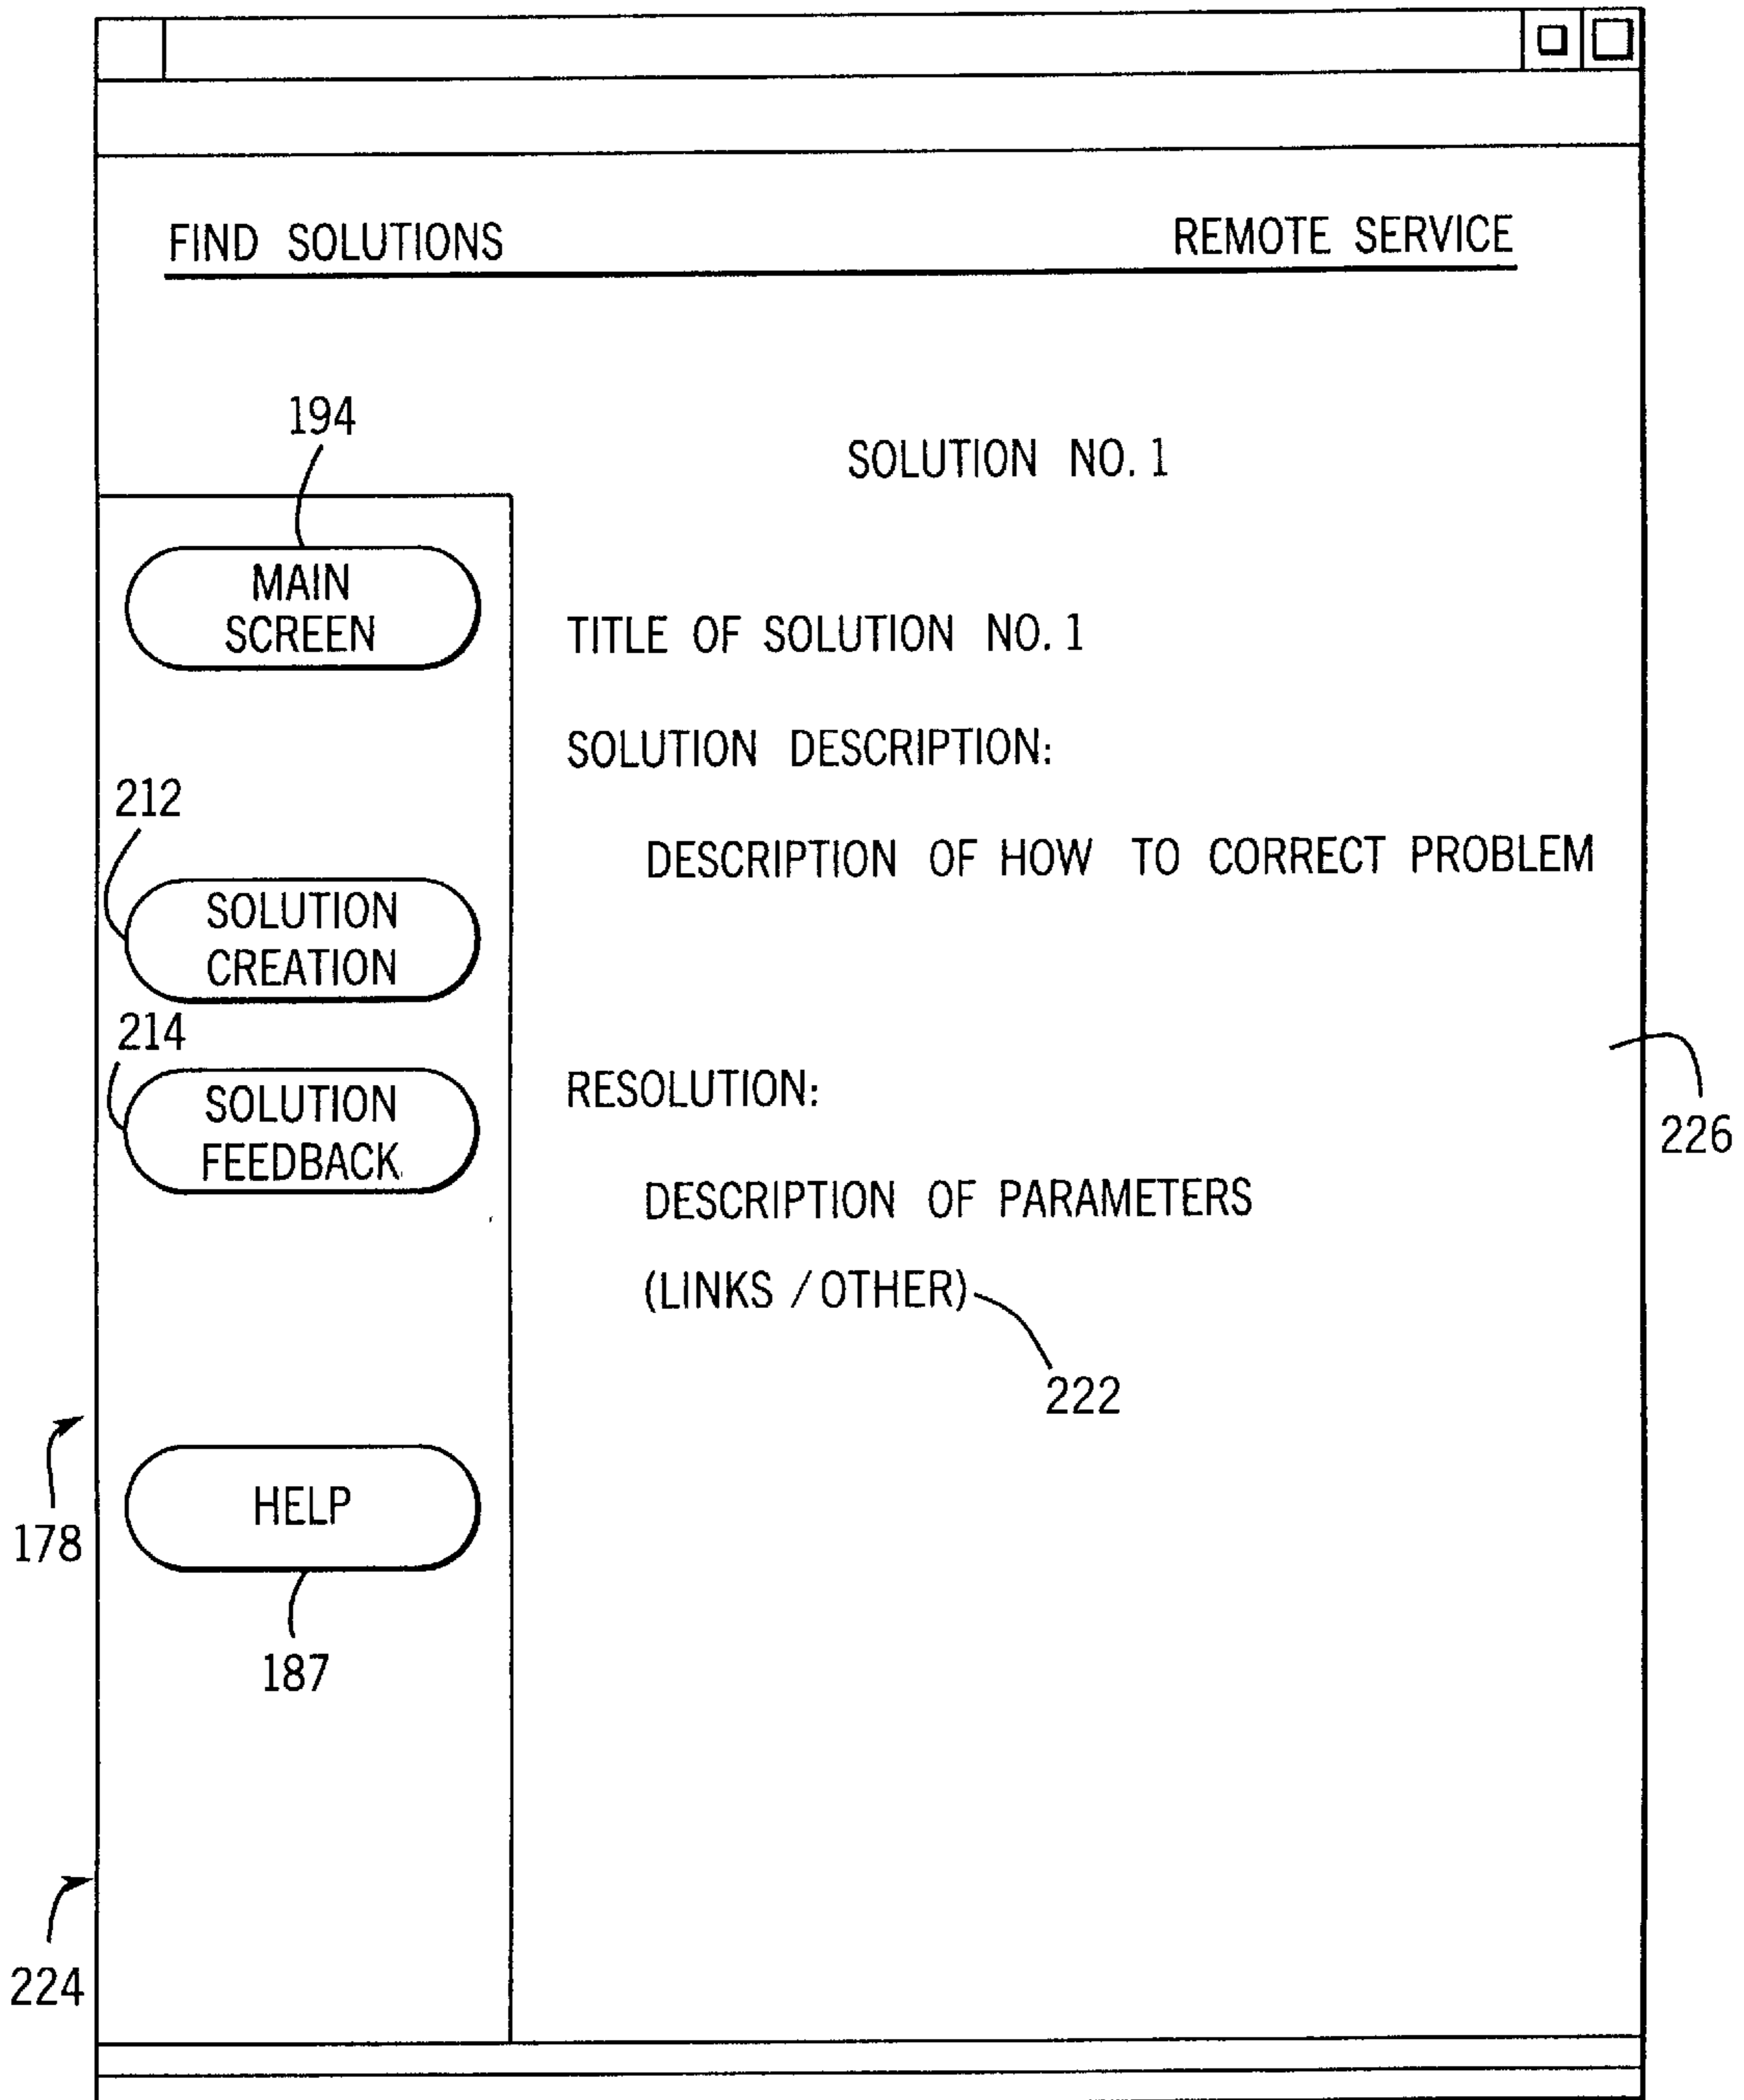 FIND SOLUTIONS
REMOTE SERVICE
194
SOLUTION NO. 1
MAIN
SCREEN
TITLE OF SOLUTION NO. 1
SOLUTION DESCRIPTION:
212
DESCRIPTION OF HOW TO CORRECT PROBLEM
SOLUTION
CREATION
214
SOLUTION
FEEDBACK
RESOLUTION:
226
DESCRIPTION OF PARAMETERS
(LINKS / OTHER)
222
178
HELP
187
224